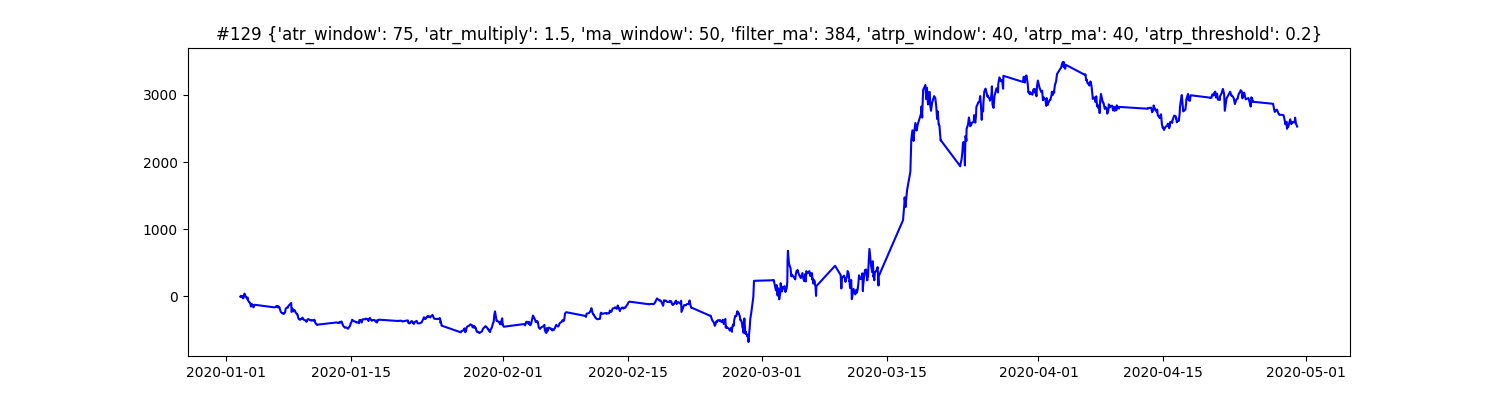 #129 {'atr_window': 75, 'atr_multiply': 1.5, 'ma_window': 50, 'filter_ma': 384, 'atrp_window': 40, 'atrp_ma': 40, 'atrp_threshold': 0.2}
3000
2000
1000
0
2020-01-01 2020-01-15 2020-02-01 2020-02-15 2020-03-01 2020-03-15 2020-04-01 2020-04-15 2020-05-01